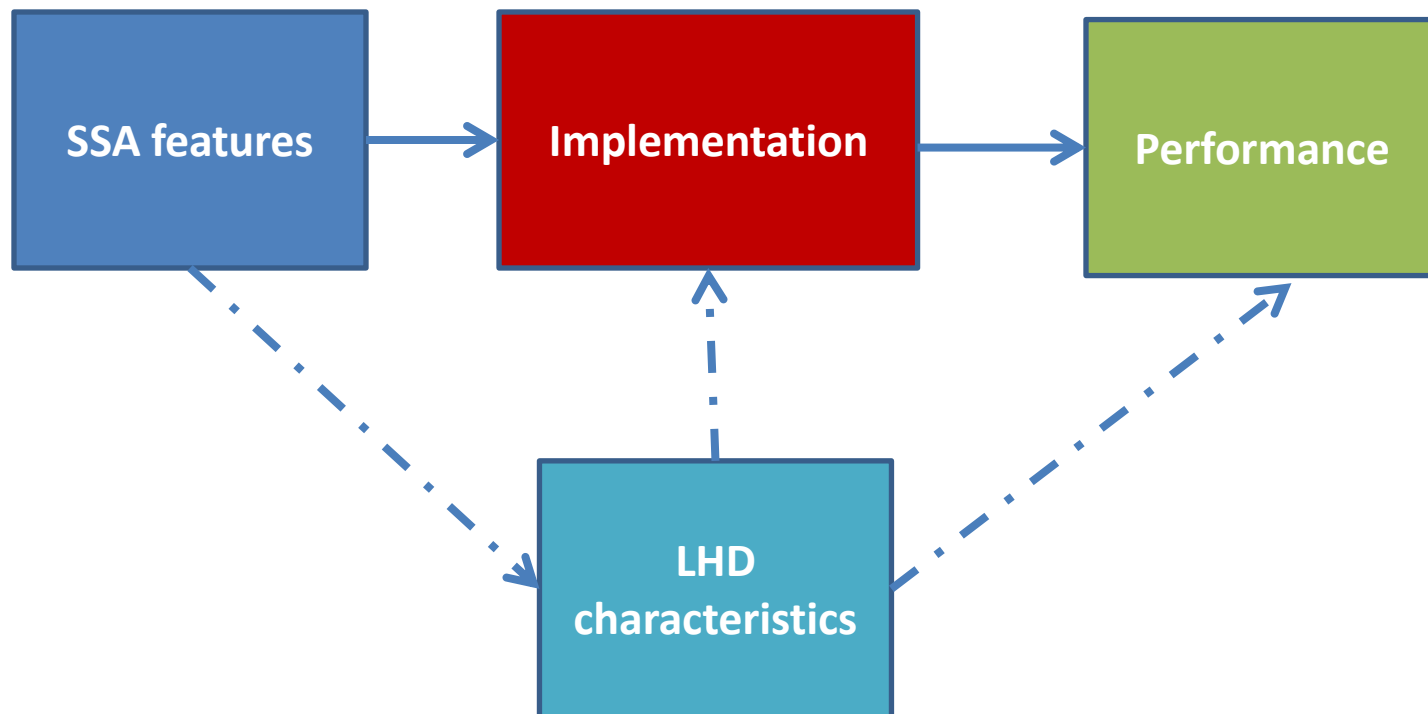 SSA features
Implementation
Performance
LHD
characteristics